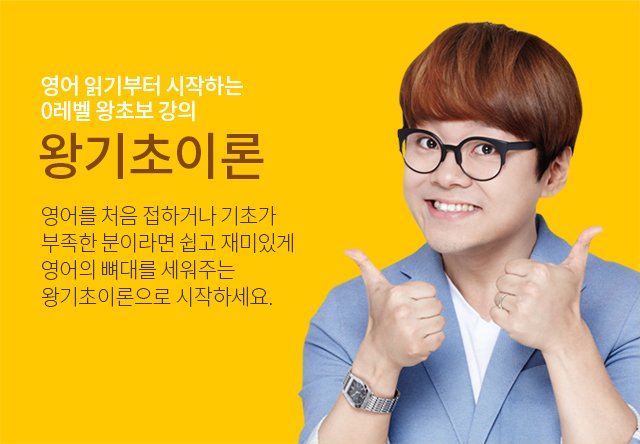 영어 읽기부터 시작하는
0레벨 왕초보 강의
왕기초이론
영어를 처음 접하거나 기초가
부족한 분이라면 쉽고 재미있게
영어의 뼈대를 세워주는
왕기초이론으로 시작하세요.